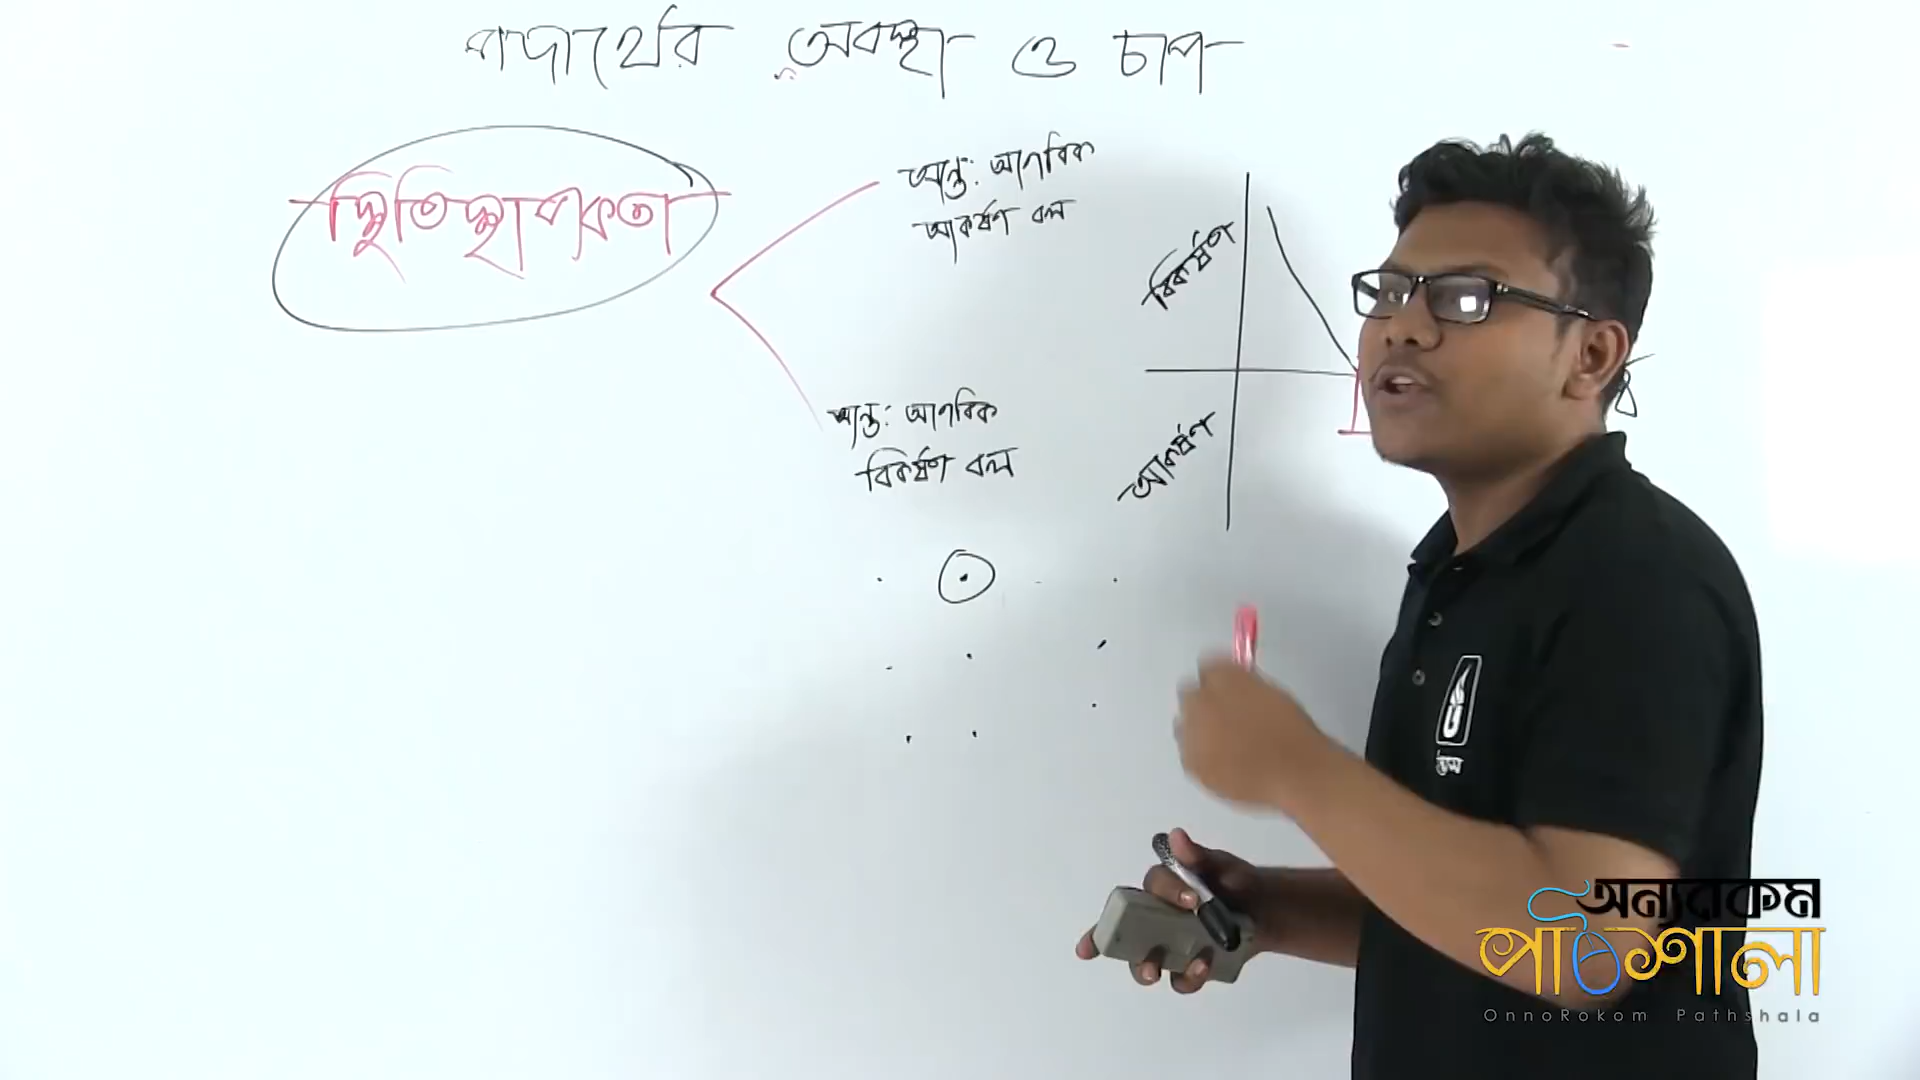 পদার্থের অবস্থা ও চাপ
স্থিতিস্থাপকতা
আন্ত: আণবিক
আকর্ষণ বল
আন্ত: আণবিক
বিকর্ষণ বল
বিকর্ষণ
আকর্ষণ
অন্যরকম
পাঠশালা
OnnoRokom Pathshala